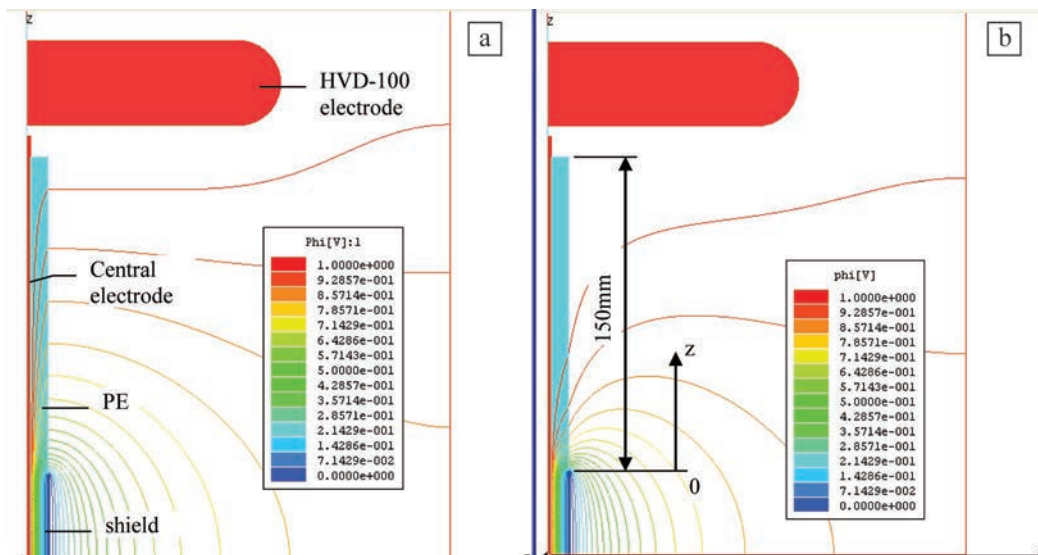 z
a
HVD-100
electrode
Central
electrode
PE
shield
Phi[V]:1
1.0000e+000
9.2857e-001
8.5714e-001
7.8571e-001
7.1429e-001
6.4286e-001
5.7143e-001
5.0000e-001
4.2857e-001
3.5714e-001
2.8571e-001
2.1429e-001
1.4286e-001
7.1429e-002
0.0000e+000
z
b
150mm
z
0
phi[V]
1.0000e+000
9.2857e-001
8.5714e-001
7.8571e-001
7.1429e-001
6.4286e-001
5.7143e-001
5.0000e-001
4.2857e-001
3.5714e-001
2.8571e-001
2.1429e-001
1.4286e-001
7.1429e-002
0.0000e+000